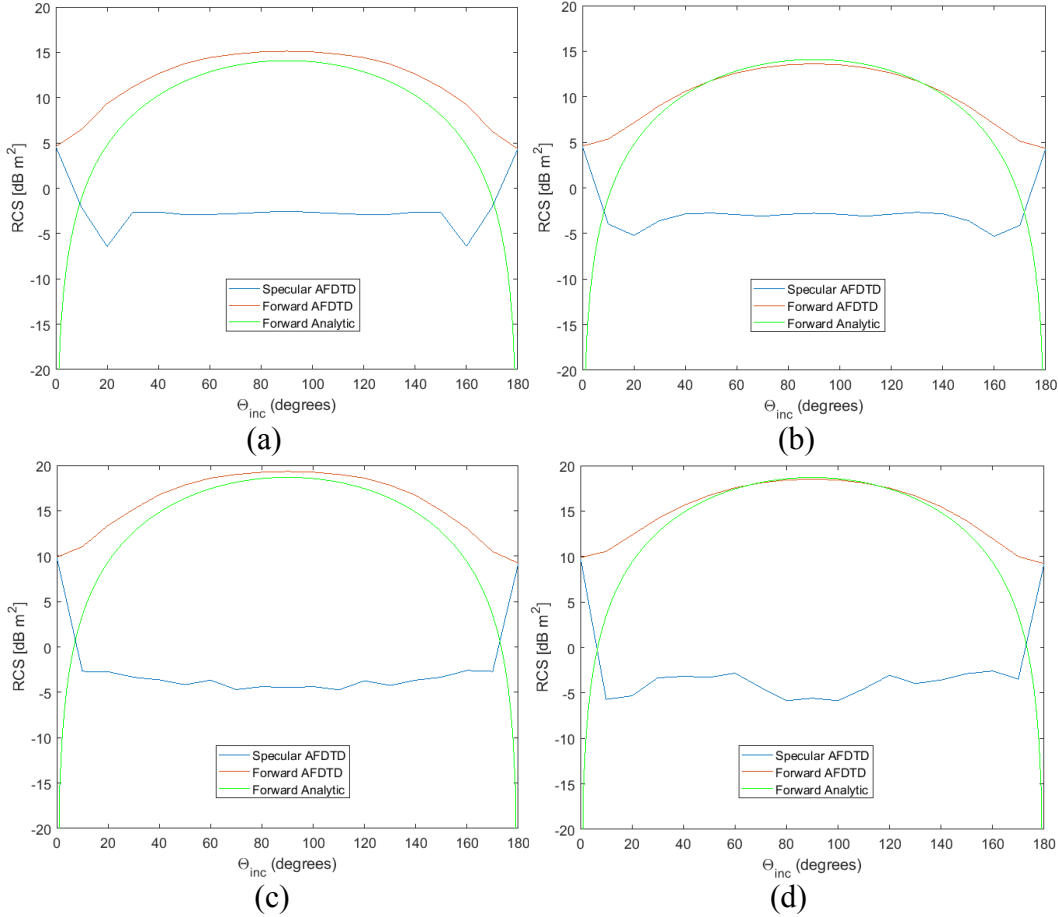 20
15
10
5
0
-5
-10
-15
-20
RCS [dB m²]
Specular AFDTD
Forward AFDTD
Forward Analytic
0 20 40 60 80 100 120 140 160 180
Θinc (degrees)
(a)
20
15
10
5
0
-5
-10
-15
-20
RCS [dB m²]
Specular AFDTD
Forward AFDTD
Forward Analytic
0 20 40 60 80 100 120 140 160 180
Θinc (degrees)
(b)
20
15
10
5
0
-5
-10
-15
-20
RCS [dB m²]
Specular AFDTD
Forward AFDTD
Forward Analytic
0 20 40 60 80 100 120 140 160 180
Θinc (degrees)
(c)
20
15
10
5
0
-5
-10
-15
-20
RCS [dB m²]
Specular AFDTD
Forward AFDTD
Forward Analytic
0 20 40 60 80 100 120 140 160 180
Θinc (degrees)
(d)